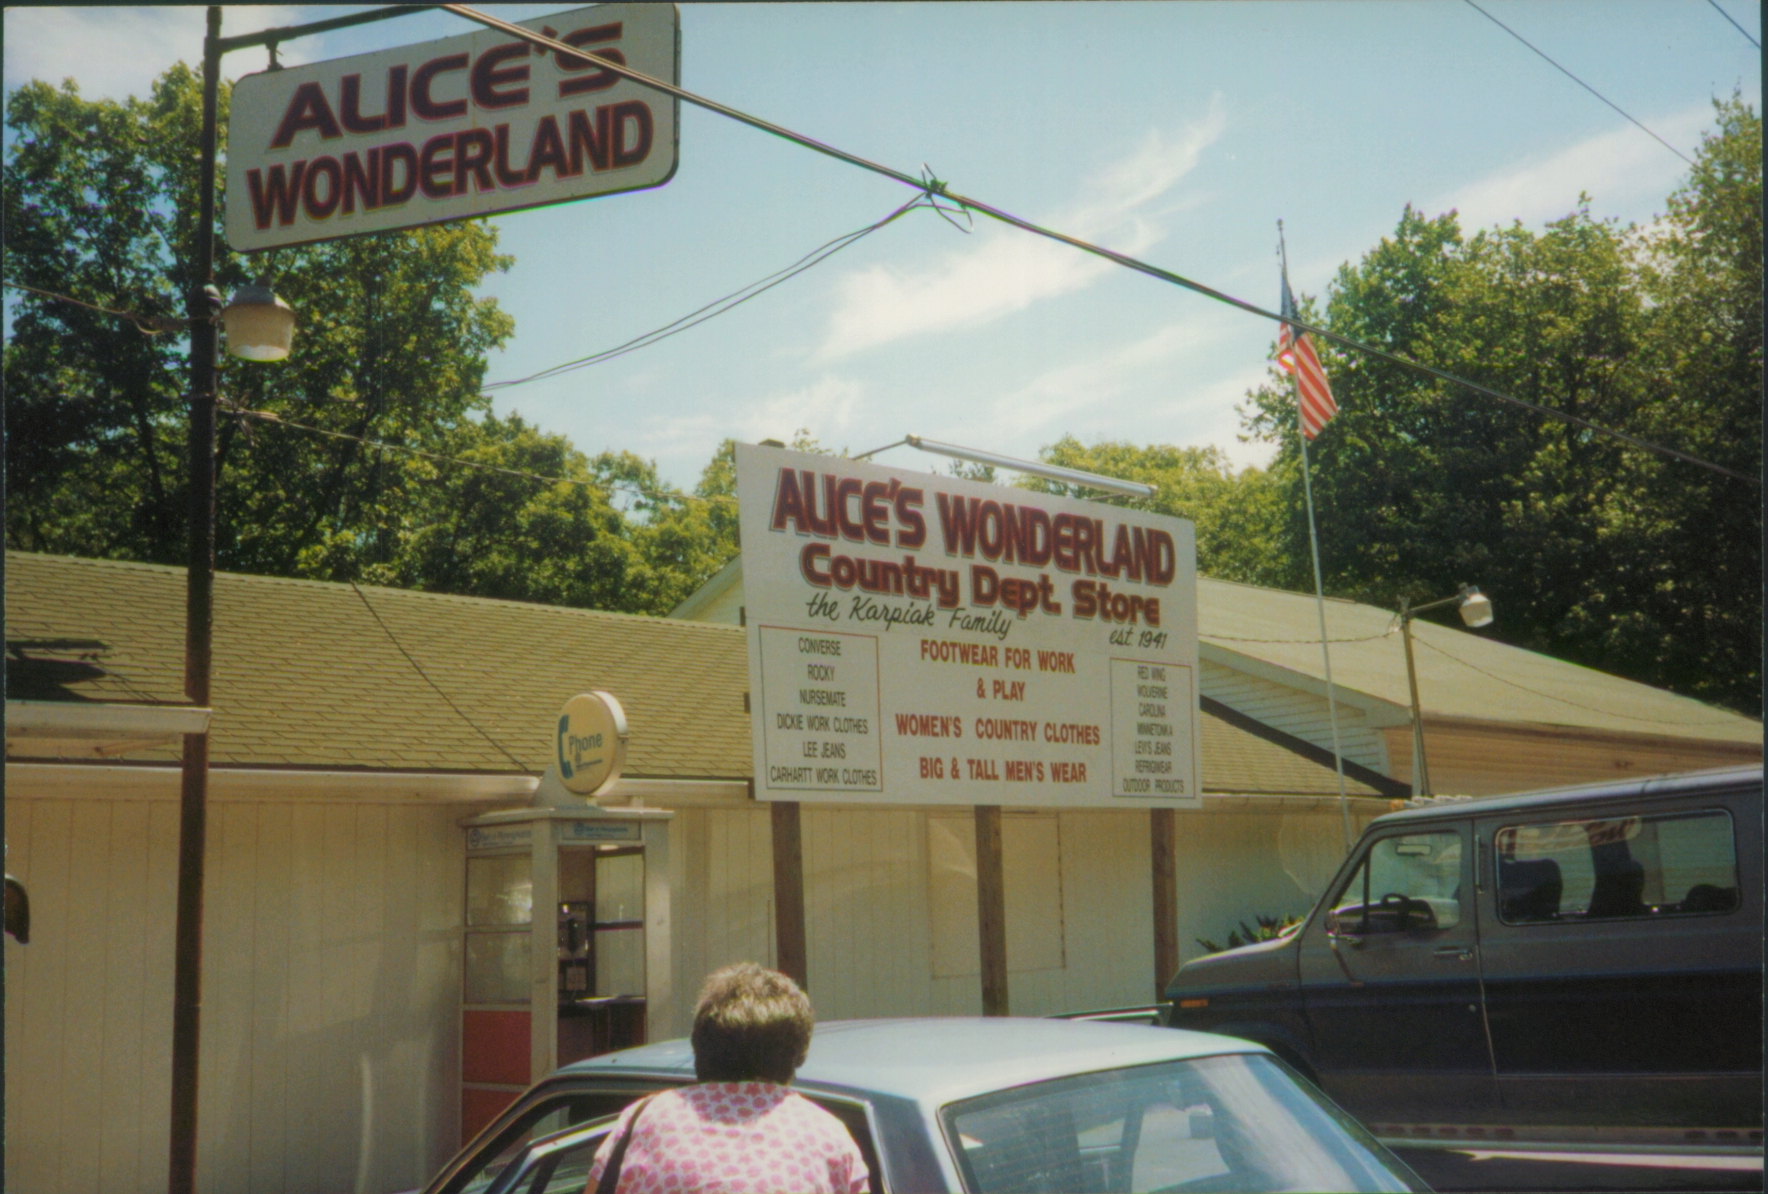 ALICE'S
WONDERLAND
ALICE'S WONDERLAND
Country Dept. Store
the Karpiak Family
est 1941
CONVERSE
ROCKY
NURSEMATE
DICKIE WORK CLOTHES
LEE JEANS
CARHARTT WORK CLOTHES
FOOTWEAR FOR WORK
& PLAY
WOMEN'S COUNTRY CLOTHES
BIG & TALL MEN'S WEAR
RED WING
WOLVERINE
CAROLINA
MINNETONKA
LEVI'S JEANS
REFRIGIWEAR
OUTDOOR PRODUCTS
Phone